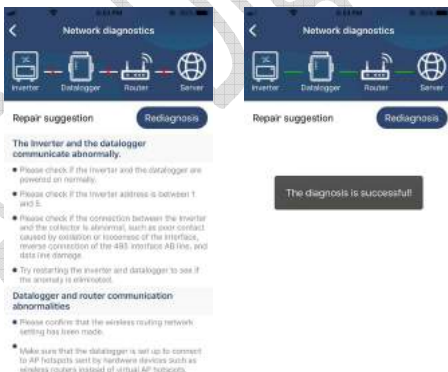 Network diagnostics
Inverter
Datalogger
Router
Server
Repair suggestion
Rediagnosis
The Inverter and the datalogger
communicate abnormally.
Please check if the Inverter and the datalogger are
powered on normally.
Please check if the Inverter address is between 1
and 5.
Please check if the connection between the Inverter
and the collector is abnormal, such as poor contact
caused by oxidation or looseness of the interface,
reverse connection of the 485 interface AB line, and
data line damage.
Try restarting the inverter and datalogger to see if
the anomaly is eliminated.
Datalogger and router communication
abnormalities
Please confirm that the wireless routing network
setting has been made.
Make sure that the datalogger is set up to connect
to AP hotspots sent by hardware devices such as
wireless routers instead of virtual AP hotspots.
Network diagnostics
Inverter
Datalogger
Router
Server
Repair suggestion
Rediagnosis
The diagnosis is successful!